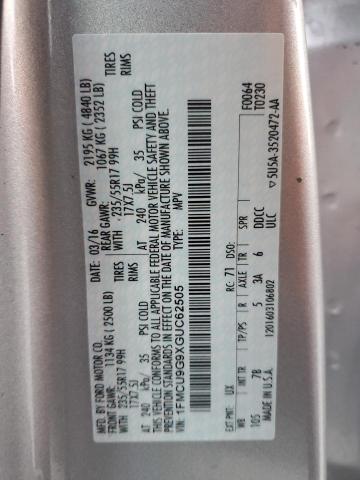 MFD. BY FORD MOTOR CO.
DATE: 03/16 GVWR: 2195 KG ( 4840 LB)
FRONT GAWR: 1134 KG ( 2500 LB) REAR GAWR: 1067 KG ( 2352 LB)
WITH 235/55R17 99H TIRES WITH 235/55R17 99H TIRES
17X7.5J RIMS 17X7.5J RIMS
AT 240 kPa/ 35 PSI COLD AT 240 kPa/ 35 PSI COLD
THIS VEHICLE CONFORMS TO ALL APPLICABLE FEDERAL MOTOR VEHICLE SAFETY AND THEFT
PREVENTION STANDARDS IN EFFECT ON THE DATE OF MANUFACTURE SHOWN ABOVE.
VIN: 1FMCU9G9XGUC62505
TYPE: MPV
F0064
T0230
EXT PNT: UX RC: 71 DSO:
WB INT TR TP/PS R AXLE TR SPR
105 7B 5 3A 6 DDCC
ULC
1201603106802
MADE IN U.S.A.
5U5A-3520472-AA